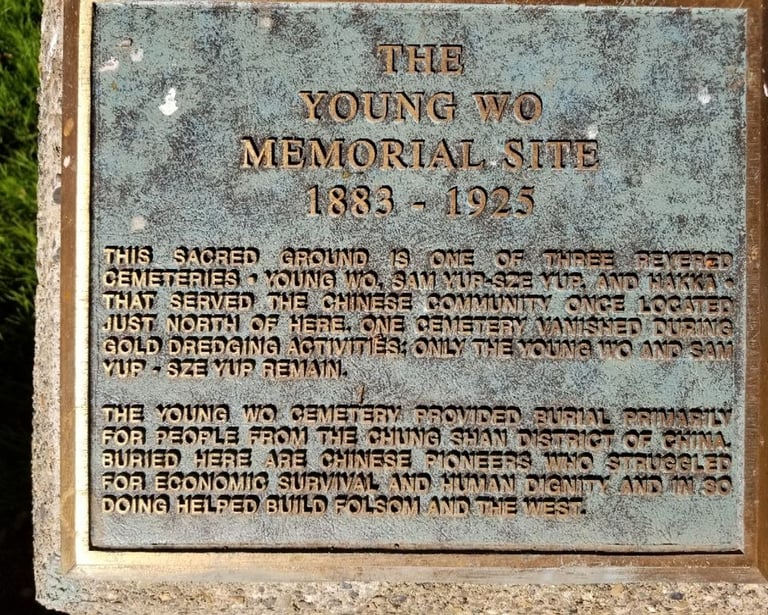 THE
YOUNG WO
MEMORIAL SITE
1883 - 1925
THIS SACRED GROUND IS ONE OF THREE REVERED
CEMETERIES • YOUNG WO, SAM YUP-SZE YUP, AND HAKKA •
THAT SERVED THE CHINESE COMMUNITY ONCE LOCATED
JUST NORTH OF HERE. ONE CEMETERY VANISHED DURING
GOLD DREDGING ACTIVITIES; ONLY THE YOUNG WO AND SAM
YUP - SZE YUP REMAIN.
THE YOUNG WO CEMETERY PROVIDED BURIAL PRIMARILY
FOR PEOPLE FROM THE CHUNG SHAN DISTRICT OF CHINA.
BURIED HERE ARE CHINESE PIONEERS WHO STRUGGLED
FOR ECONOMIC SURVIVAL AND HUMAN DIGNITY AND IN SO
DOING HELPED BUILD FOLSOM AND THE WEST.